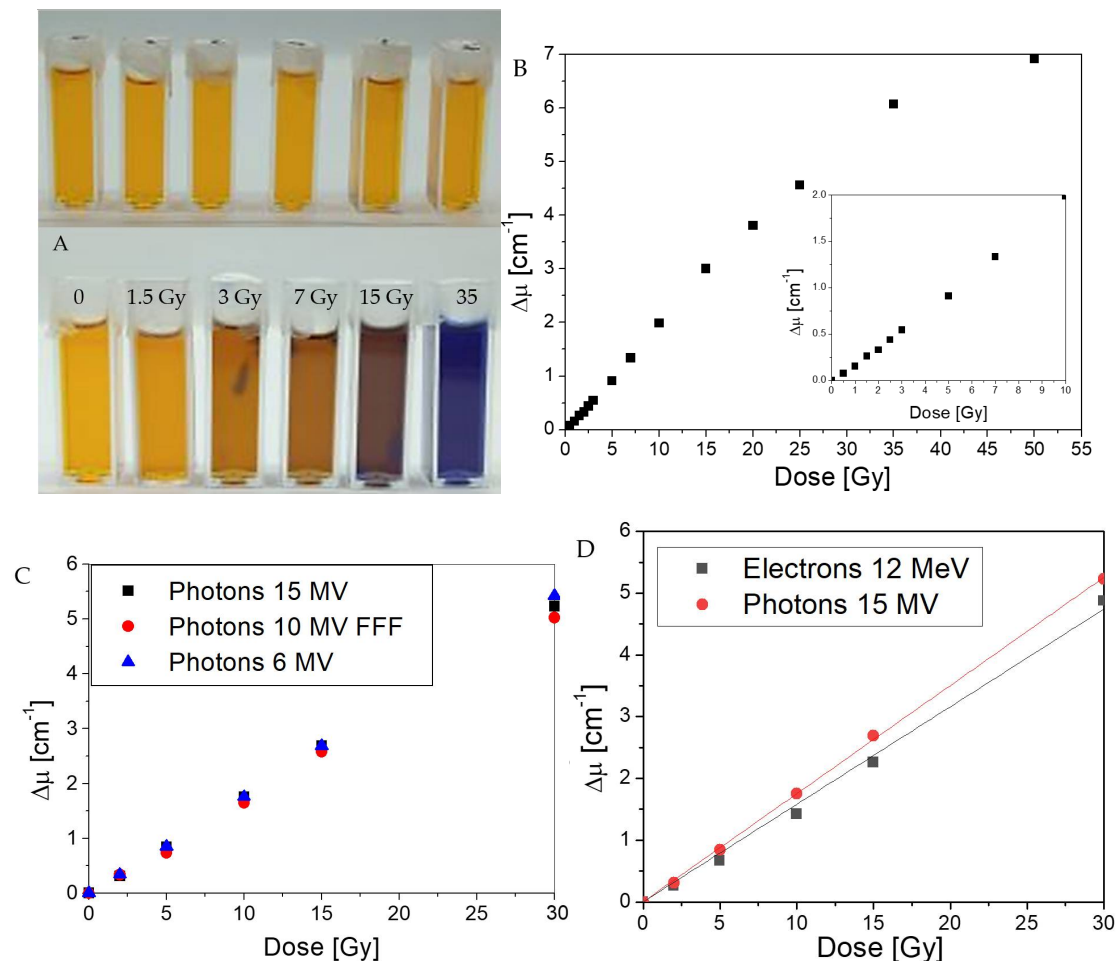 A
0 1.5 Gy 3 Gy 7 Gy 15 Gy 35
B
Δμ [cm⁻¹]
7
6
5
4
3
2
1
0
0 5 10 15 20 25 30 35 40 45 50 55
Dose [Gy]
Δμ [cm⁻¹]
2.0
1.5
1.0
0.5
0.0
0 1 2 3 4 5 6 7 8 9 10
Dose [Gy]
C
Photons 15 MV
Photons 10 MV FFF
Photons 6 MV
Δμ [cm⁻¹]
6
5
4
3
2
1
0
0 5 10 15 20 25 30
Dose [Gy]
D
Electrons 12 MeV
Photons 15 MV
Δμ [cm⁻¹]
6
5
4
3
2
1
0
0 5 10 15 20 25 30
Dose [Gy]